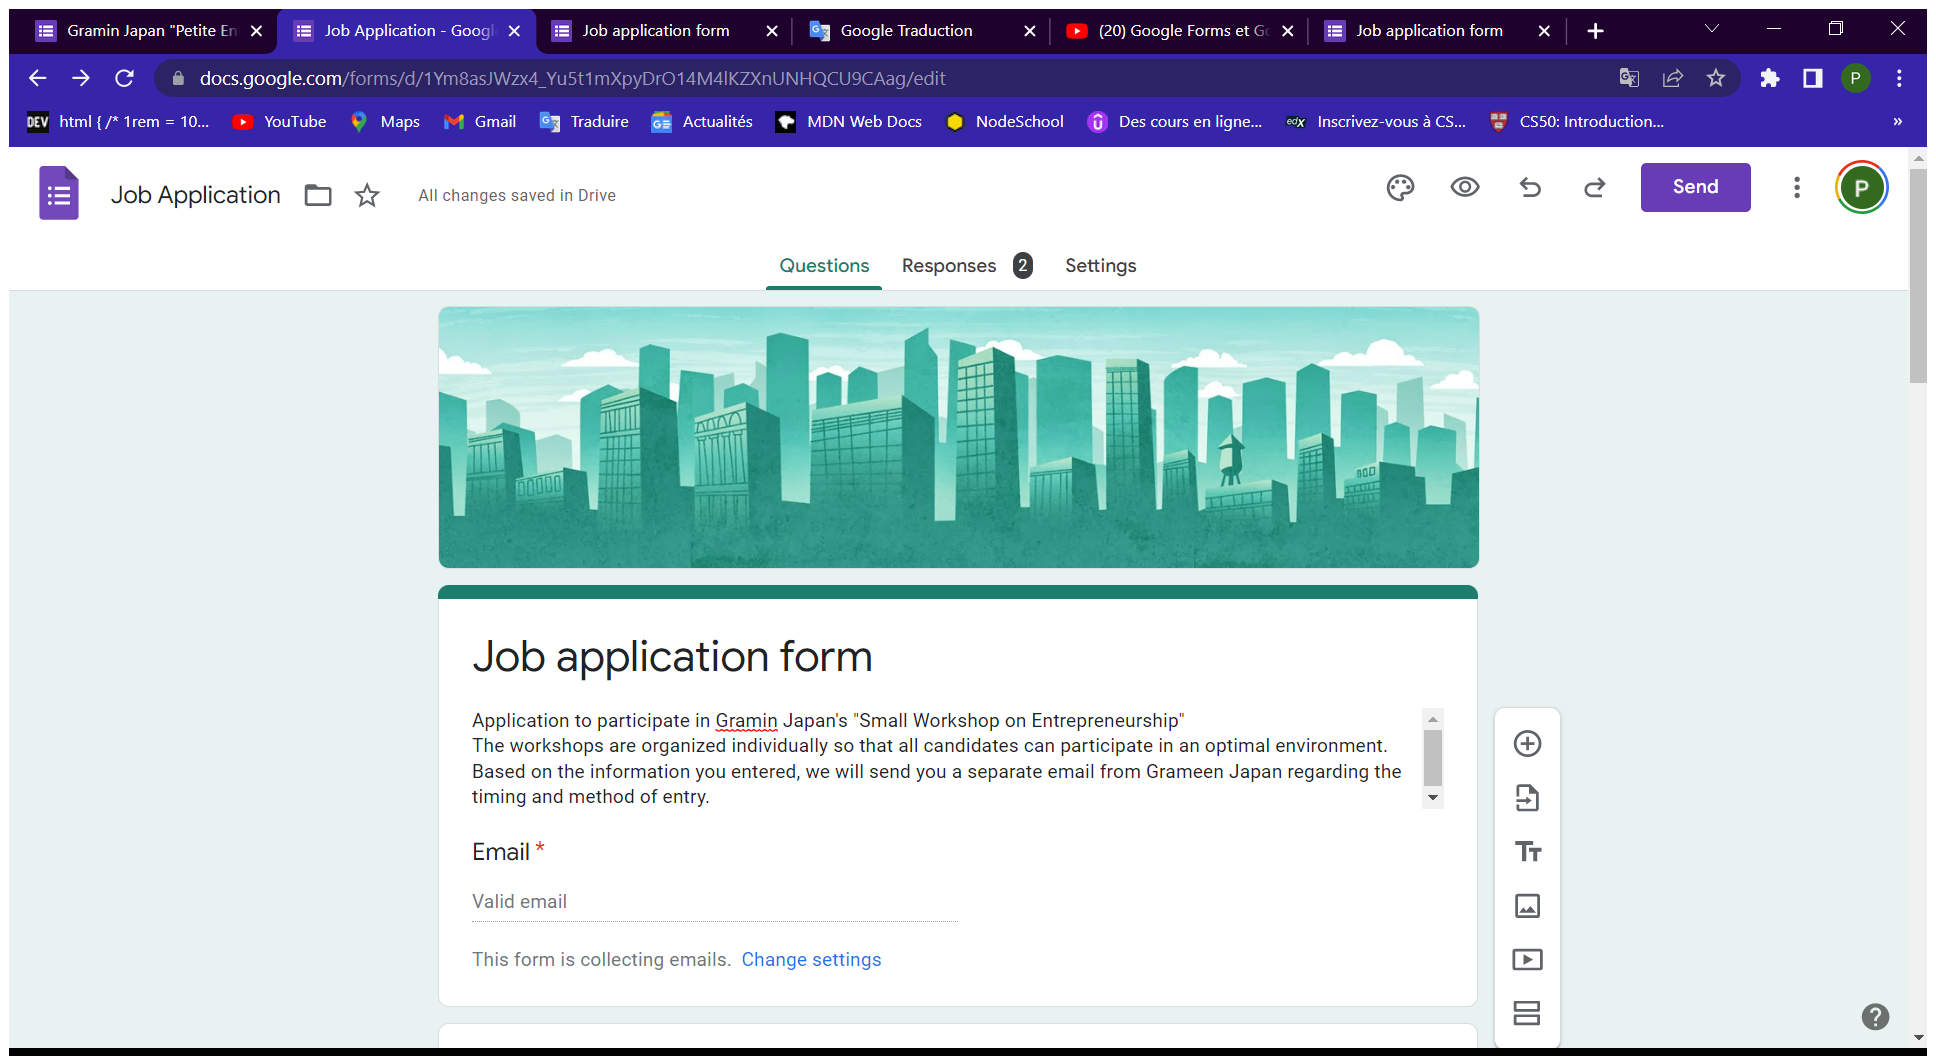 Gramin Japan "Petite En
Job Application - Googl
Job application form
Google Traduction
(20) Google Forms et Go
Job application form
docs.google.com/forms/d/1Ym8asJWzx4_Yu5t1mXpyDrO14M4lKZXnUNHQCU9CAag/edit
P
DEV html { /* 1rem = 10...
YouTube
Maps
Gmail
Traduire
GE Actualités
MDN Web Docs
NodeSchool
Des cours en ligne...
edX Inscrivez-vous à CS...
CS50: Introduction...
»
Job Application
All changes saved in Drive
Send
P
Questions
Responses 2
Settings
Job application form
Application to participate in Gramin Japan's "Small Workshop on Entrepreneurship"
The workshops are organized individually so that all candidates can participate in an optimal environment.
Based on the information you entered, we will send you a separate email from Grameen Japan regarding the
timing and method of entry.
Email *
Valid email
This form is collecting emails. Change settings